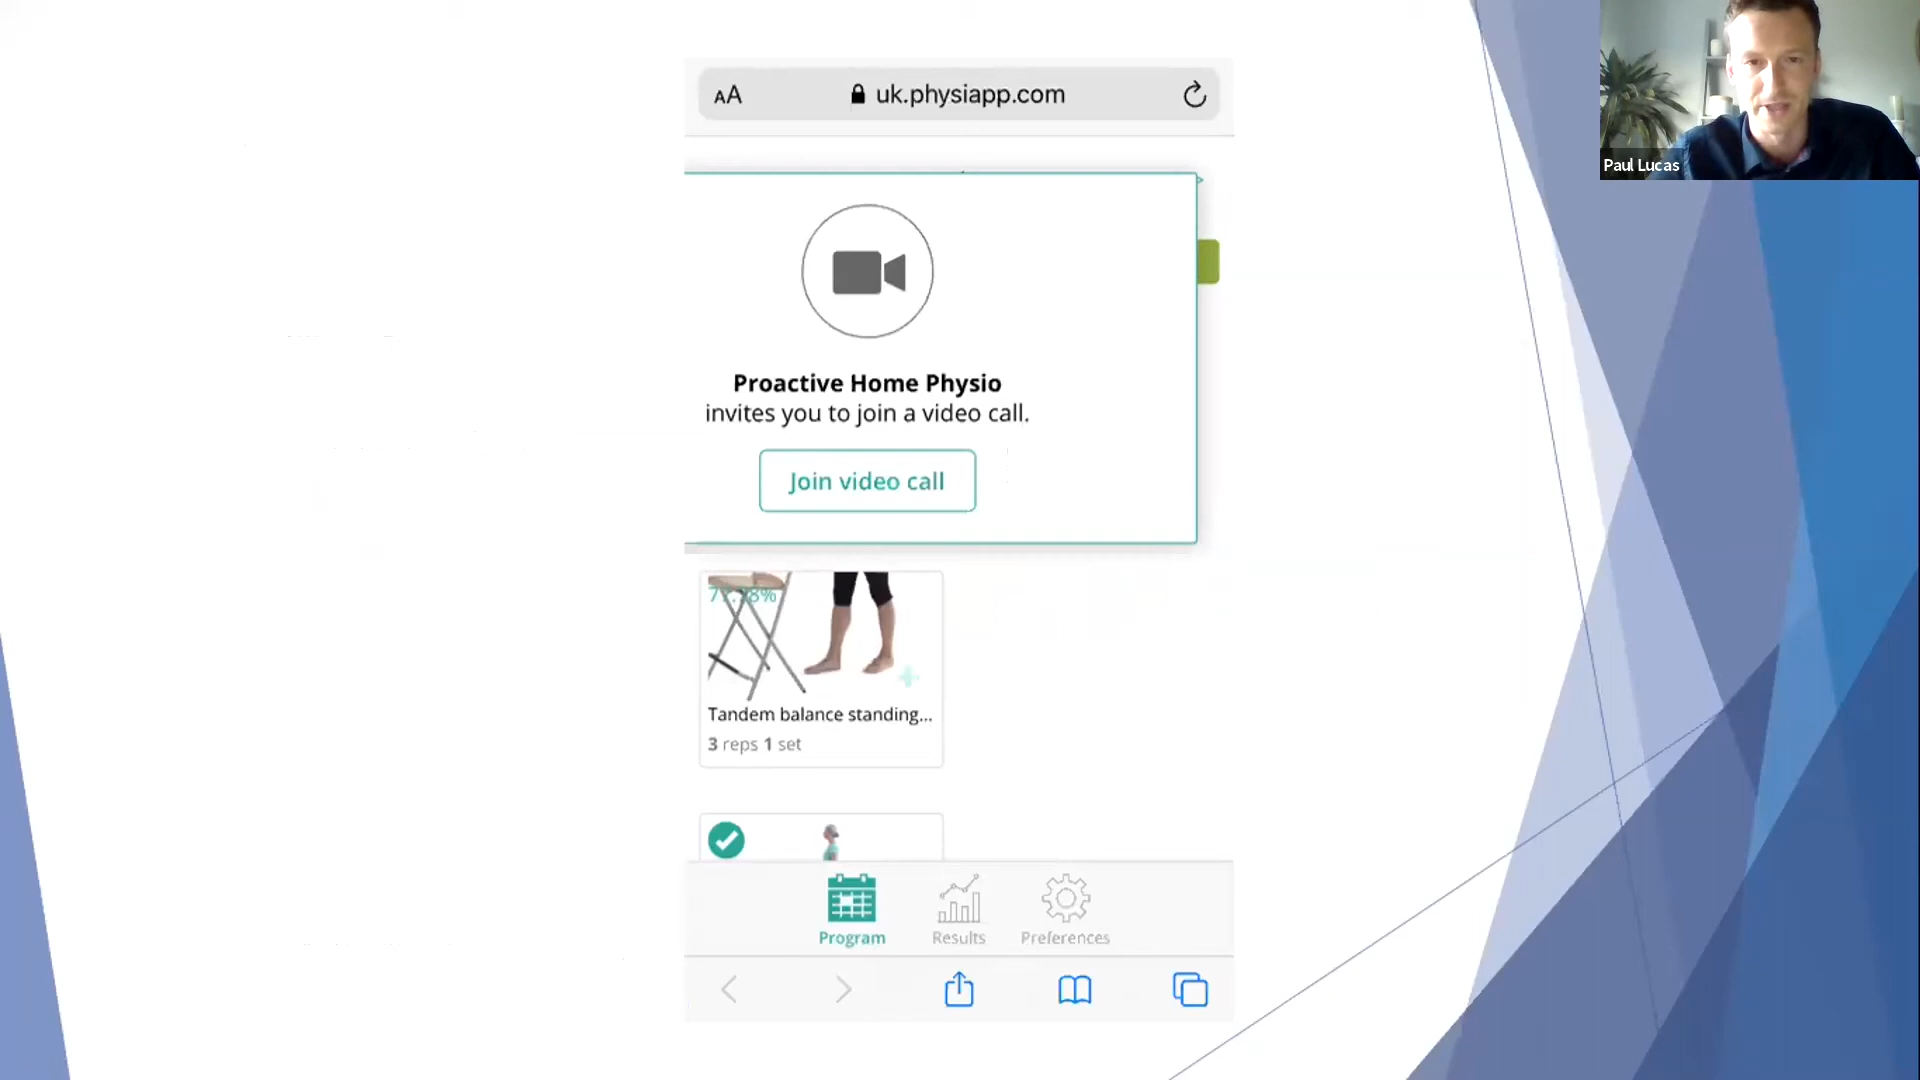 AA
uk.physiapp.com
Paul Lucas
Proactive Home Physio
invites you to join a video call.
Join video call
Tandem balance standing...
3 reps 1 set
Program
Results
Preferences